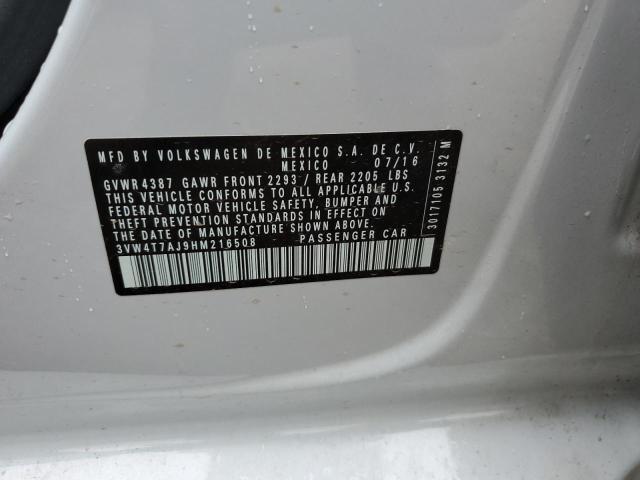 MFD BY VOLKSWAGEN DE MEXICO S.A. DE C.V.
MEXICO 07/16
GVWR4387 GAWR FRONT 2293 / REAR 2205 LBS
THIS VEHICLE CONFORMS TO ALL APPLICABLE U.S.
FEDERAL MOTOR VEHICLE SAFETY, BUMPER AND
THEFT PREVENTION STANDARDS IN EFFECT ON
THE DATE OF MANUFACTURE SHOWN ABOVE.
3VW4T7AJ9HM216508 PASSENGER CAR
3017105 3132 M